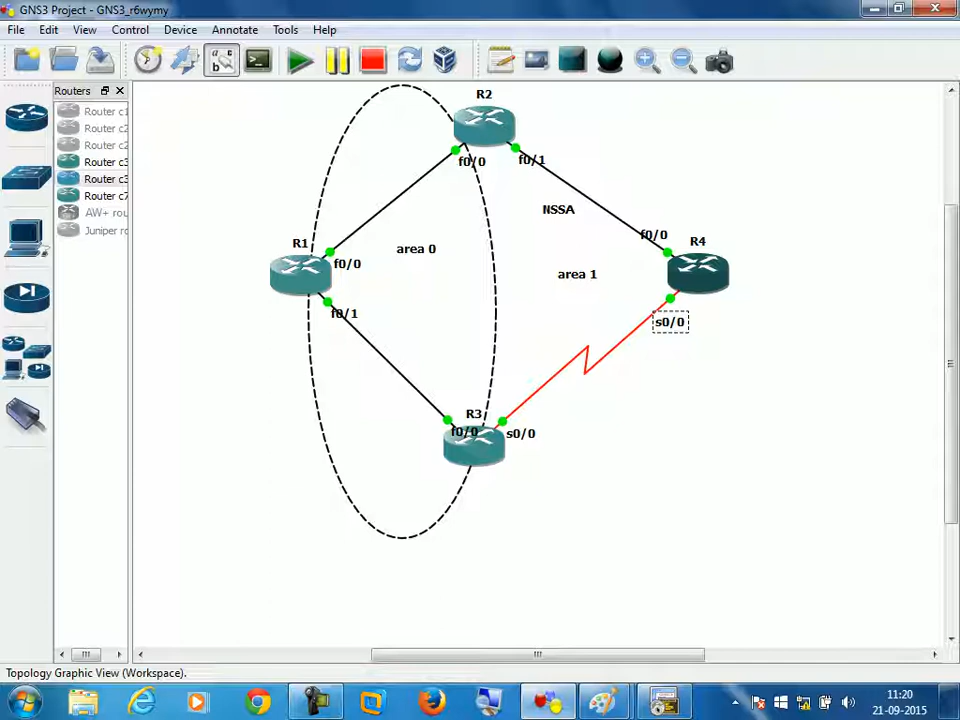 GNS3 Project - GNS3_r6wymy
File Edit View Control Device Annotate Tools Help
Routers
Router c1
Router c2
Router c2
Router c3
Router c3
Router c7
AW+ rou
Juniper ro
R2
f0/0
f0/1
NSSA
f0/0
R4
R1
area 0
f0/0
area 1
f0/1
s0/0
R3
f0/0
s0/0
Topology Graphic View (Workspace).
11:20
21-09-2015